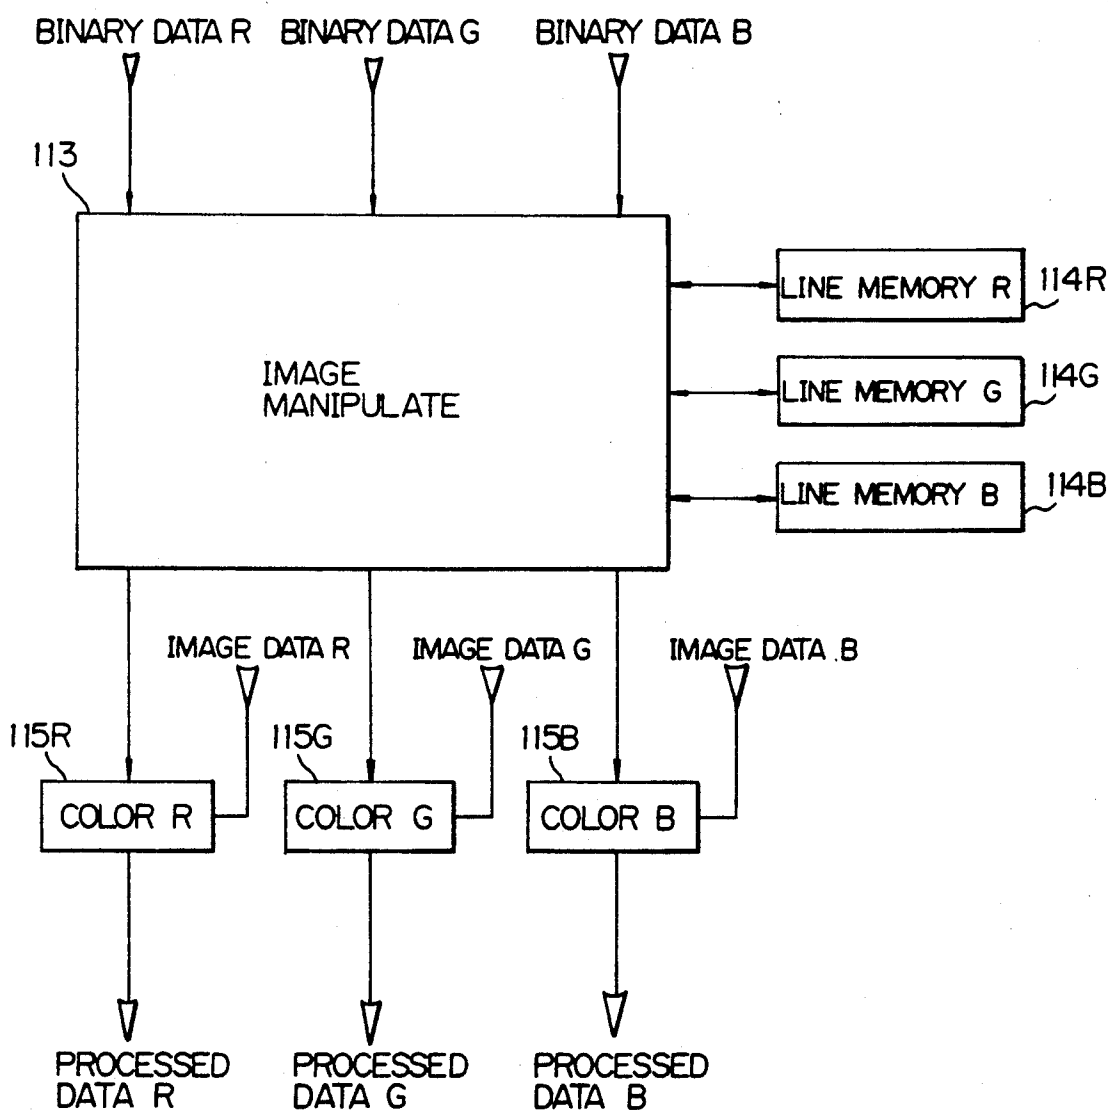 BINARY DATA R
BINARY DATA G
BINARY DATA B
113
LINE MEMORY R
114R
IMAGE
MANIPULATE
LINE MEMORY G
114G
LINE MEMORY B
114B
IMAGE DATA R
IMAGE DATA G
IMAGE DATA B
115R
115G
115B
COLOR R
COLOR G
COLOR B
PROCESSED
DATA R
PROCESSED
DATA G
PROCESSED
DATA B